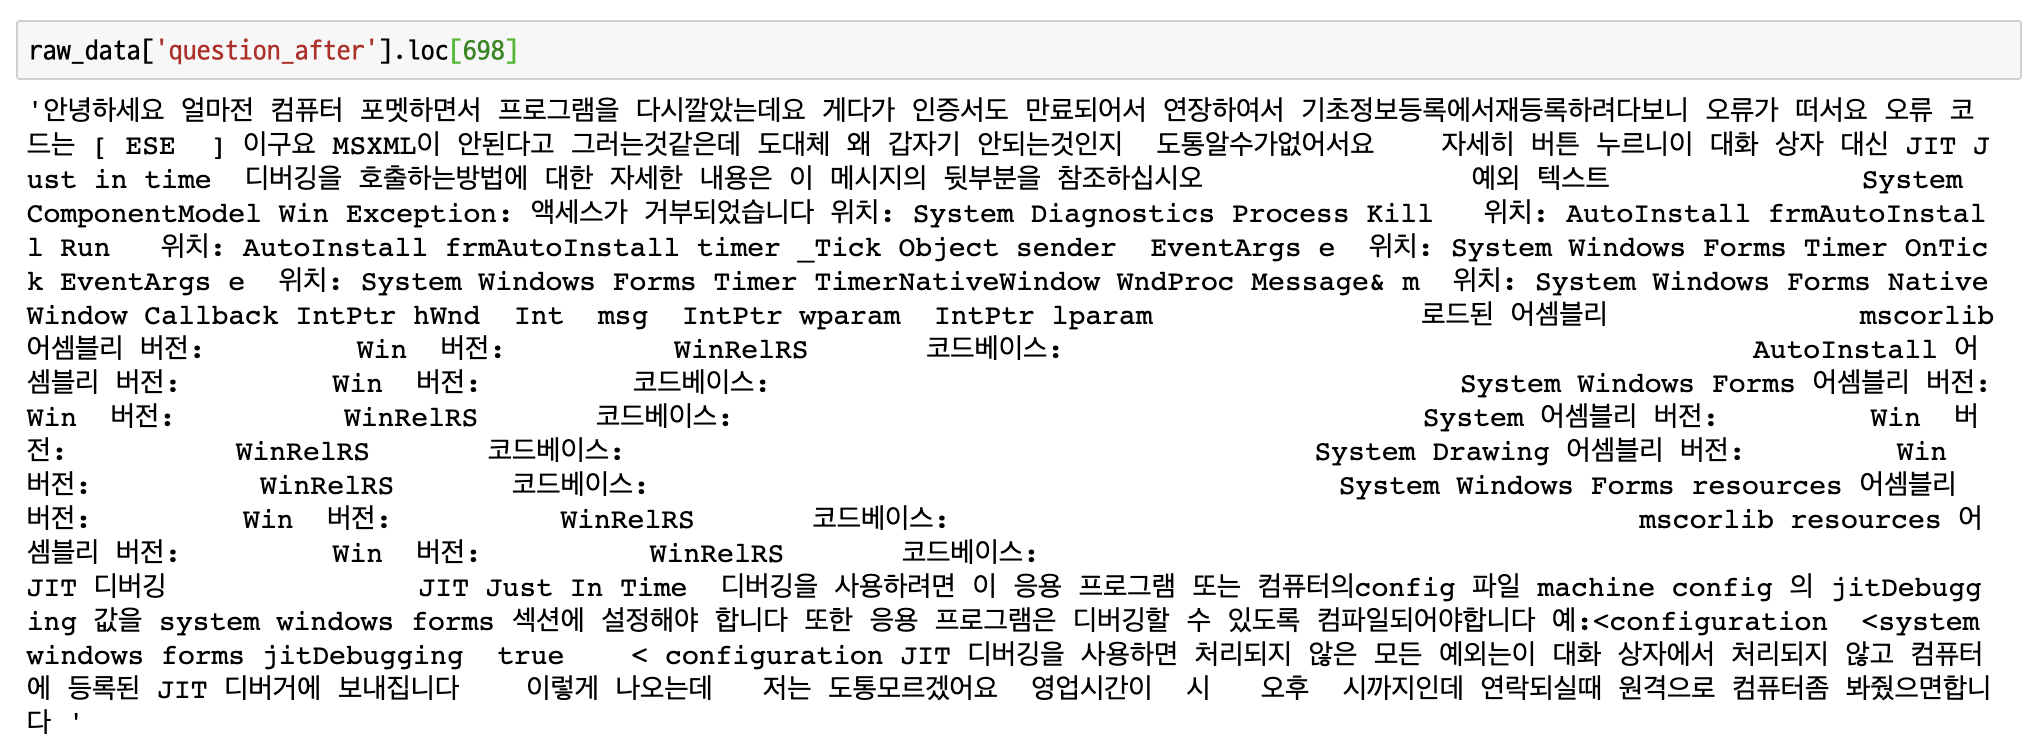 raw_data['question_after'].loc[698]
'안녕하세요 얼마전 컴퓨터 포멧하면서 프로그램을 다시깔았는데요 게다가 인증서도 만료되어서 연장하여서 기초정보등록에서재등록하려다보니 오류가 떠서요 오류 코
드는 [ ESE  ] 이구요 MSXML이 안된다고 그러는것같은데 도대체 왜 갑자기 안되는것인지  도통알수가없어서요    자세히 버튼 누르니이 대화 상자 대신 JIT J
ust in time  디버깅을 호출하는방법에 대한 자세한 내용은 이 메시지의 뒷부분을 참조하십시오                예외 텍스트               System
ComponentModel Win Exception: 액세스가 거부되었습니다 위치: System Diagnostics Process Kill   위치: AutoInstall frmAutoInstal
l Run   위치: AutoInstall frmAutoInstall timer _Tick Object sender  EventArgs e  위치: System Windows Forms Timer OnTic
k EventArgs e  위치: System Windows Forms Timer TimerNativeWindow WndProc Message& m  위치: System Windows Forms Native
Window Callback IntPtr hWnd  Int  msg  IntPtr wparam  IntPtr lparam                로드된 어셈블리               mscorlib
어셈블리 버전:         Win  버전:          WinRelRS       코드베이스:                                         AutoInstall 어
셈블리 버전:         Win  버전:         코드베이스:                                         System Windows Forms 어셈블리 버전:
Win  버전:          WinRelRS       코드베이스:                                         System 어셈블리 버전:         Win  버
전:          WinRelRS       코드베이스:                                         System Drawing 어셈블리 버전:         Win
버전:          WinRelRS       코드베이스:                                         System Windows Forms resources 어셈블리
버전:         Win  버전:          WinRelRS       코드베이스:                                         mscorlib resources 어
셈블리 버전:         Win  버전:          WinRelRS       코드베이스:
JIT 디버깅               JIT Just In Time  디버깅을 사용하려면 이 응용 프로그램 또는 컴퓨터의config 파일 machine config 의 jitDebugg
ing 값을 system windows forms 섹션에 설정해야 합니다 또한 응용 프로그램은 디버깅할 수 있도록 컴파일되어야합니다 예:<configuration  <system
windows forms jitDebugging  true    < configuration JIT 디버깅을 사용하면 처리되지 않은 모든 예외는이 대화 상자에서 처리되지 않고 컴퓨터
에 등록된 JIT 디버거에 보내집니다    이렇게 나오는데   저는 도통모르겠어요  영업시간이  시   오후  시까지인데 연락되실때 원격으로 컴퓨터좀 봐줬으면합니
다 '